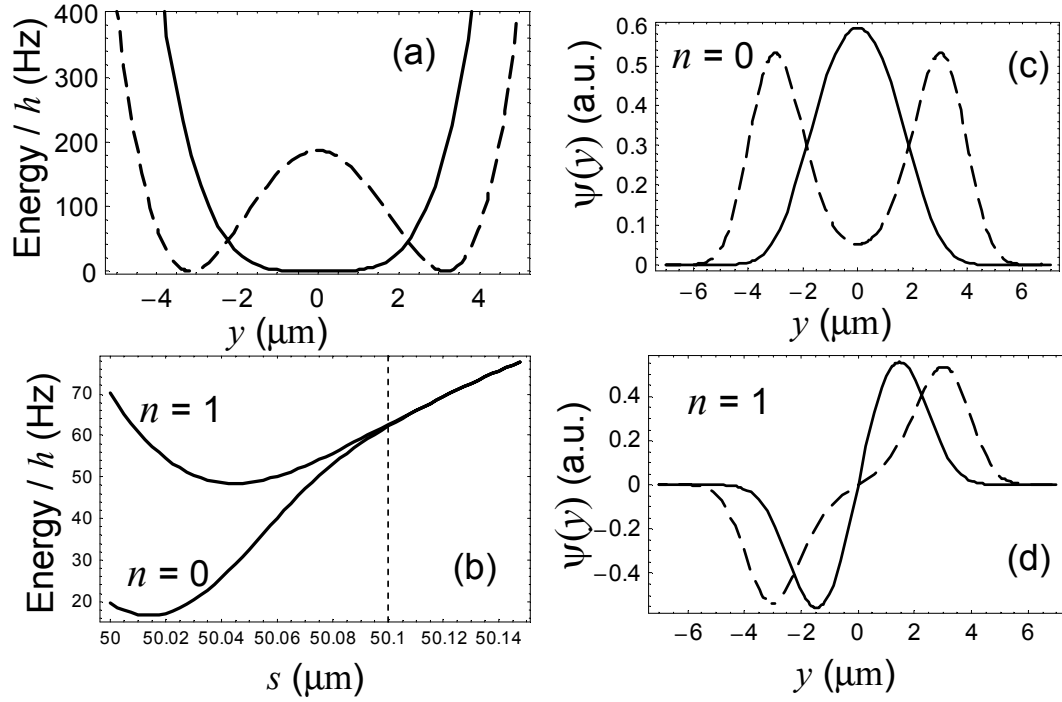 400
300
200
100
0
Energy / h (Hz)
(a)
−4 −2 0 2 4
y (μm)
0.6
0.5
0.4
0.3
0.2
0.1
0
ψ(y) (a.u.)
n = 0
(c)
−6 −4 −2 0 2 4 6
y (μm)
70
60
50
40
30
20
Energy / h (Hz)
n = 1
n = 0
(b)
50 50.02 50.04 50.06 50.08 50.1 50.12 50.14
s (μm)
0.4
0.2
0
−0.2
−0.4
ψ(y) (a.u.)
n = 1
(d)
−6 −4 −2 0 2 4 6
y (μm)